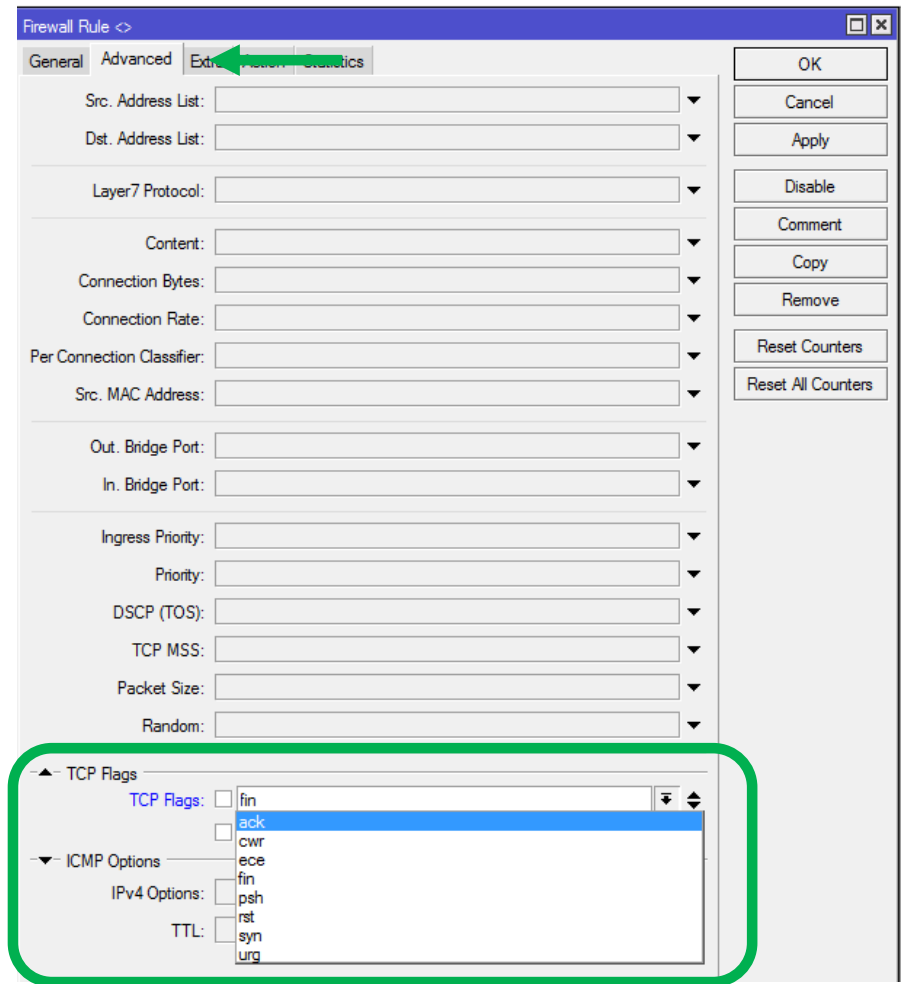 Firewall Rule <>
General Advanced Statistics
OK
Src. Address List:
Cancel
Dst. Address List:
Apply
Layer7 Protocol:
Disable
Comment
Content:
Copy
Connection Bytes:
Remove
Connection Rate:
Reset Counters
Per Connection Classifier:
Reset All Counters
Src. MAC Address:
Out. Bridge Port:
In. Bridge Port:
Ingress Priority:
Priority:
DSCP (TOS):
TCP MSS:
Packet Size:
Random:
TCP Flags
TCP Flags: fin
ack
cwr
ICMP Options
ece
fin
IPv4 Options:
psh
rst
TTL:
syn
urg